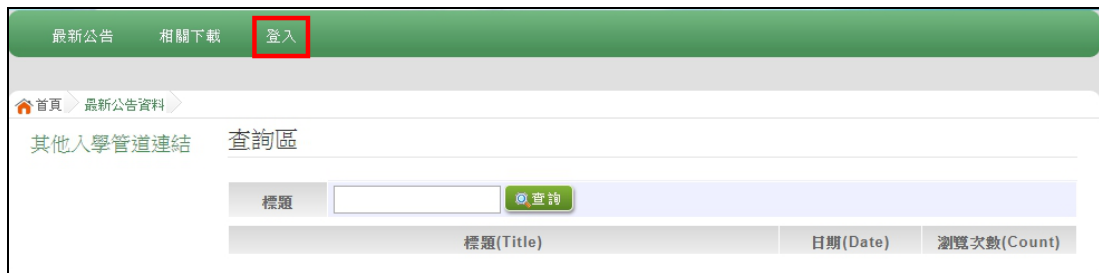 最新公告 相關下載 登入
首頁 最新公告資料
其他入學管道連結 查詢區
標題 查詢
標題(Title) 日期(Date) 瀏覽次數(Count)